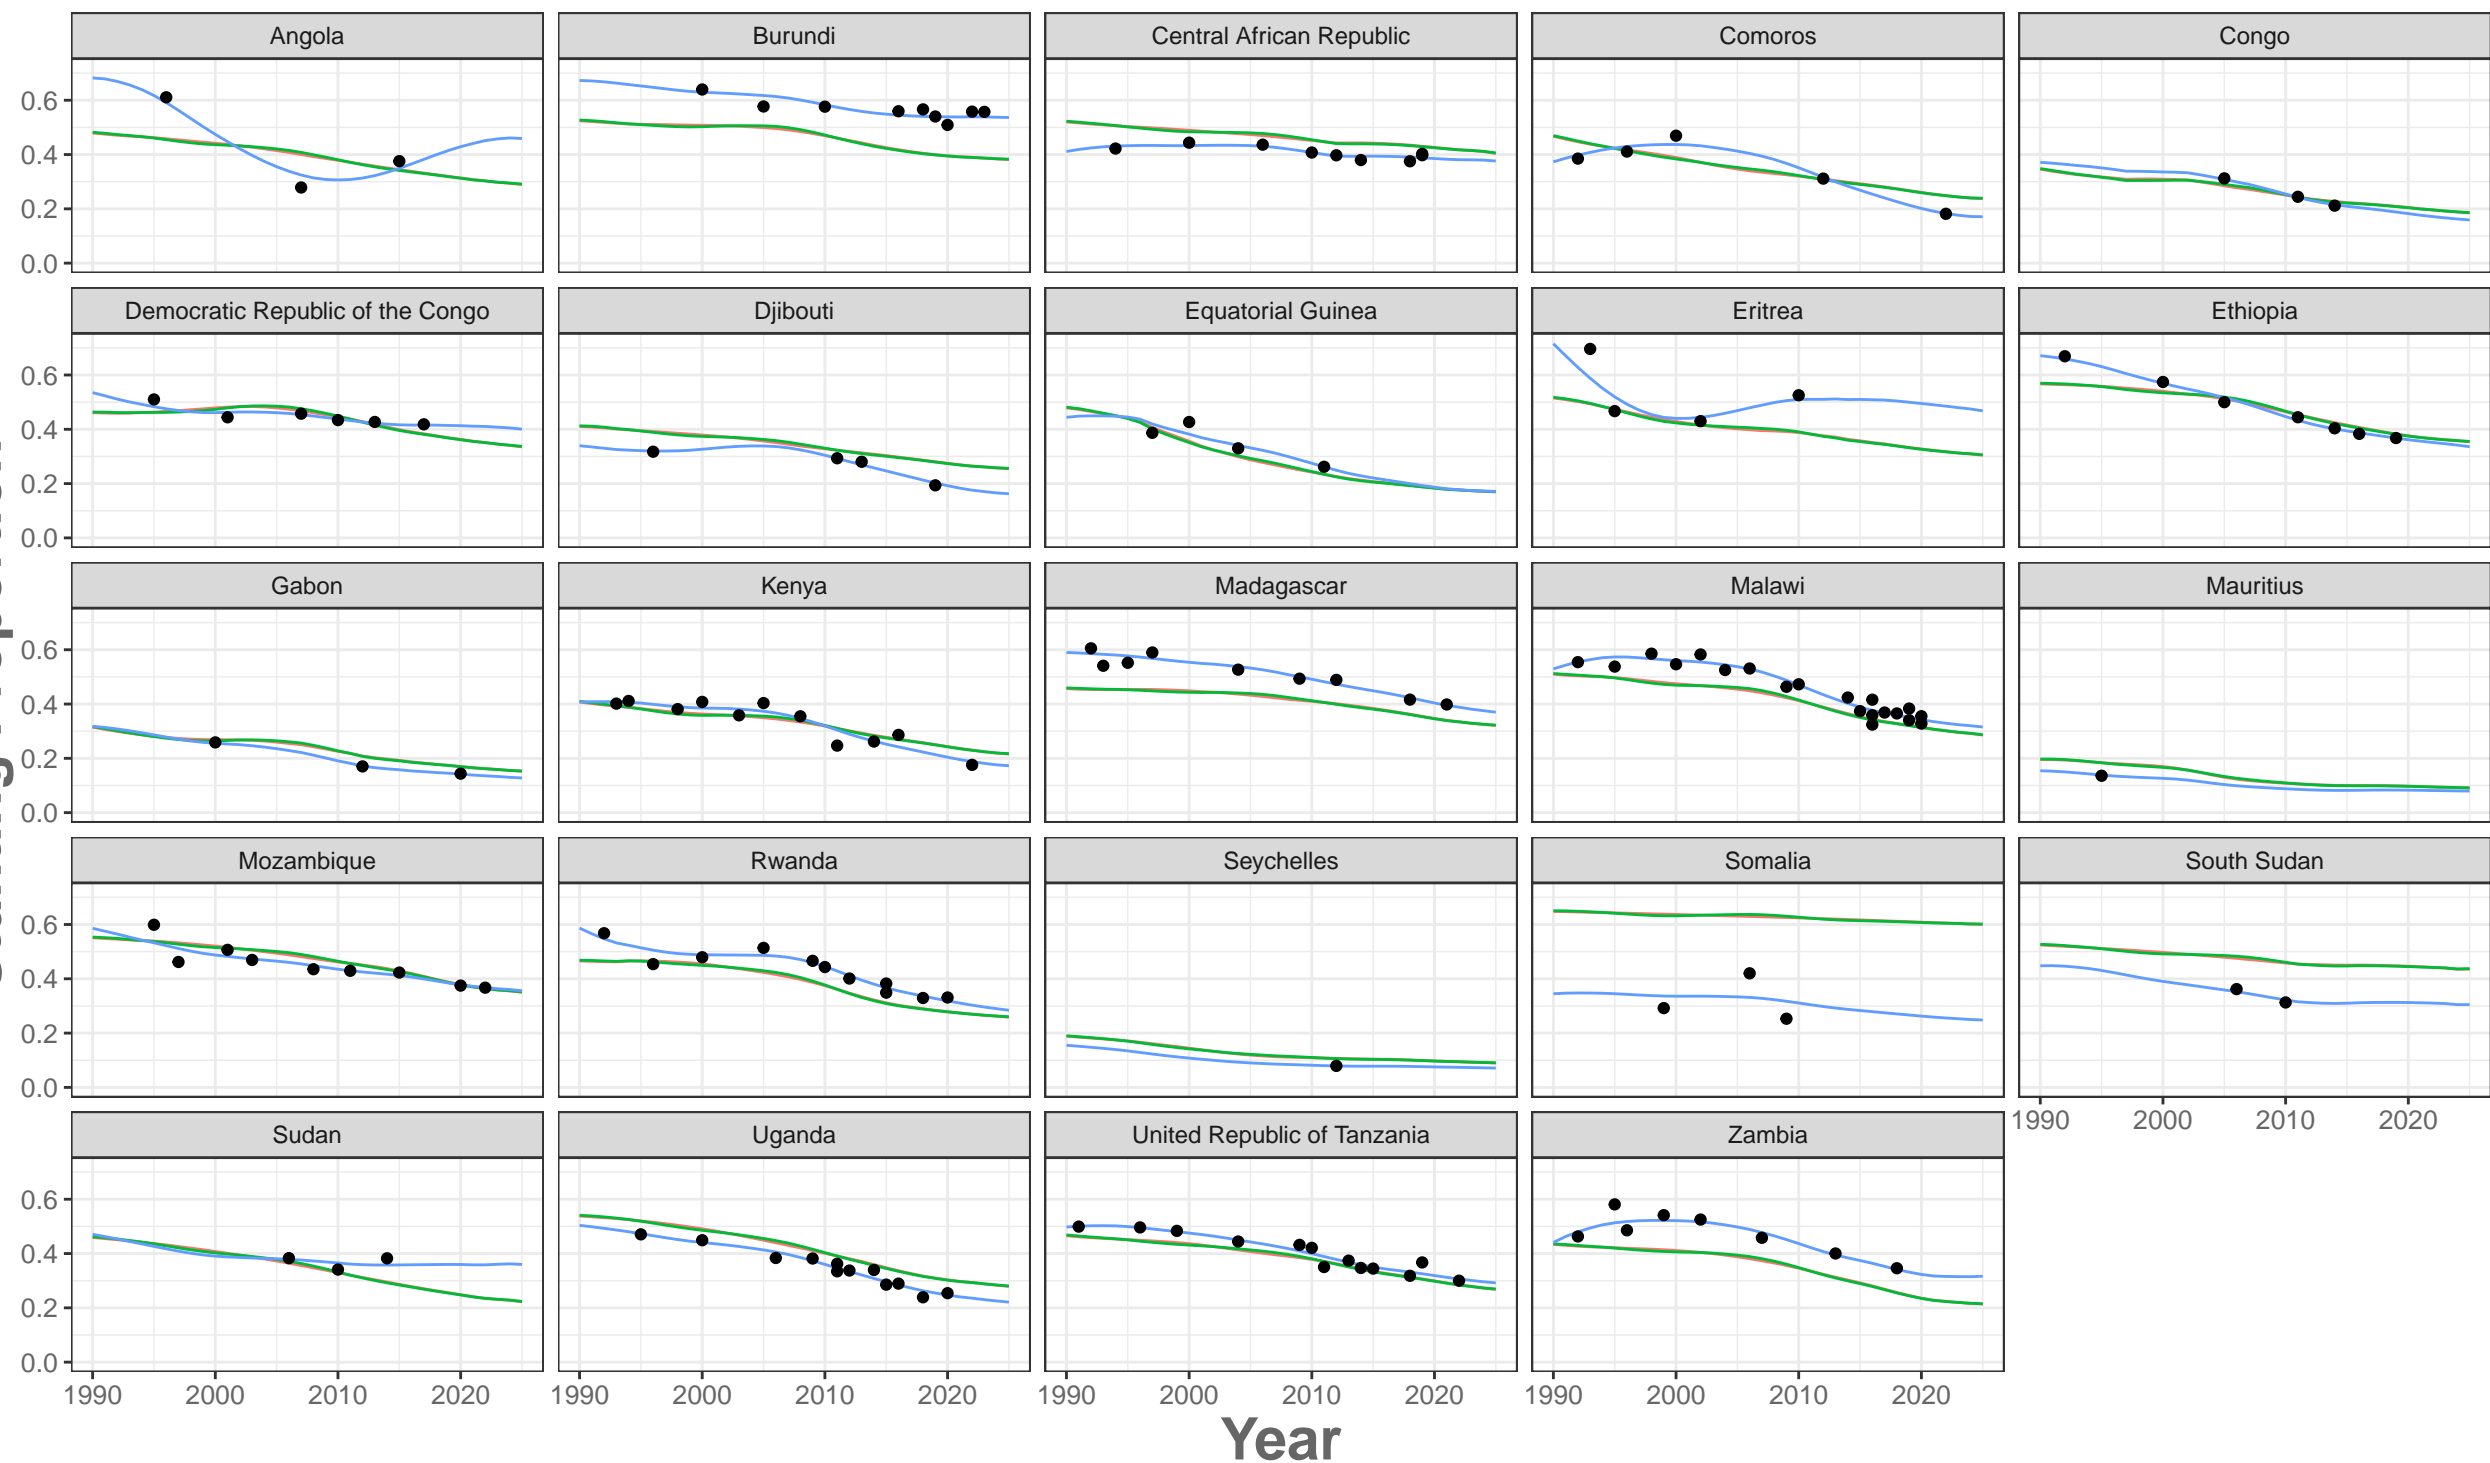 Angola Burundi Central African Republic Comoros Congo
0.6
0.4
0.2
0.0
Democratic Republic of the Congo Djibouti Equatorial Guinea Eritrea Ethiopia
0.6
0.4
0.2
0.0
Gabon Kenya Madagascar Malawi Mauritius
0.6
0.4
0.2
0.0
Mozambique Rwanda Seychelles Somalia South Sudan
0.6
0.4
0.2
0.0
1990 2000 2010 2020
Sudan Uganda United Republic of Tanzania Zambia
0.6
0.4
0.2
0.0
1990 2000 2010 2020 1990 2000 2010 2020 1990 2000 2010 2020 1990 2000 2010 2020
Year